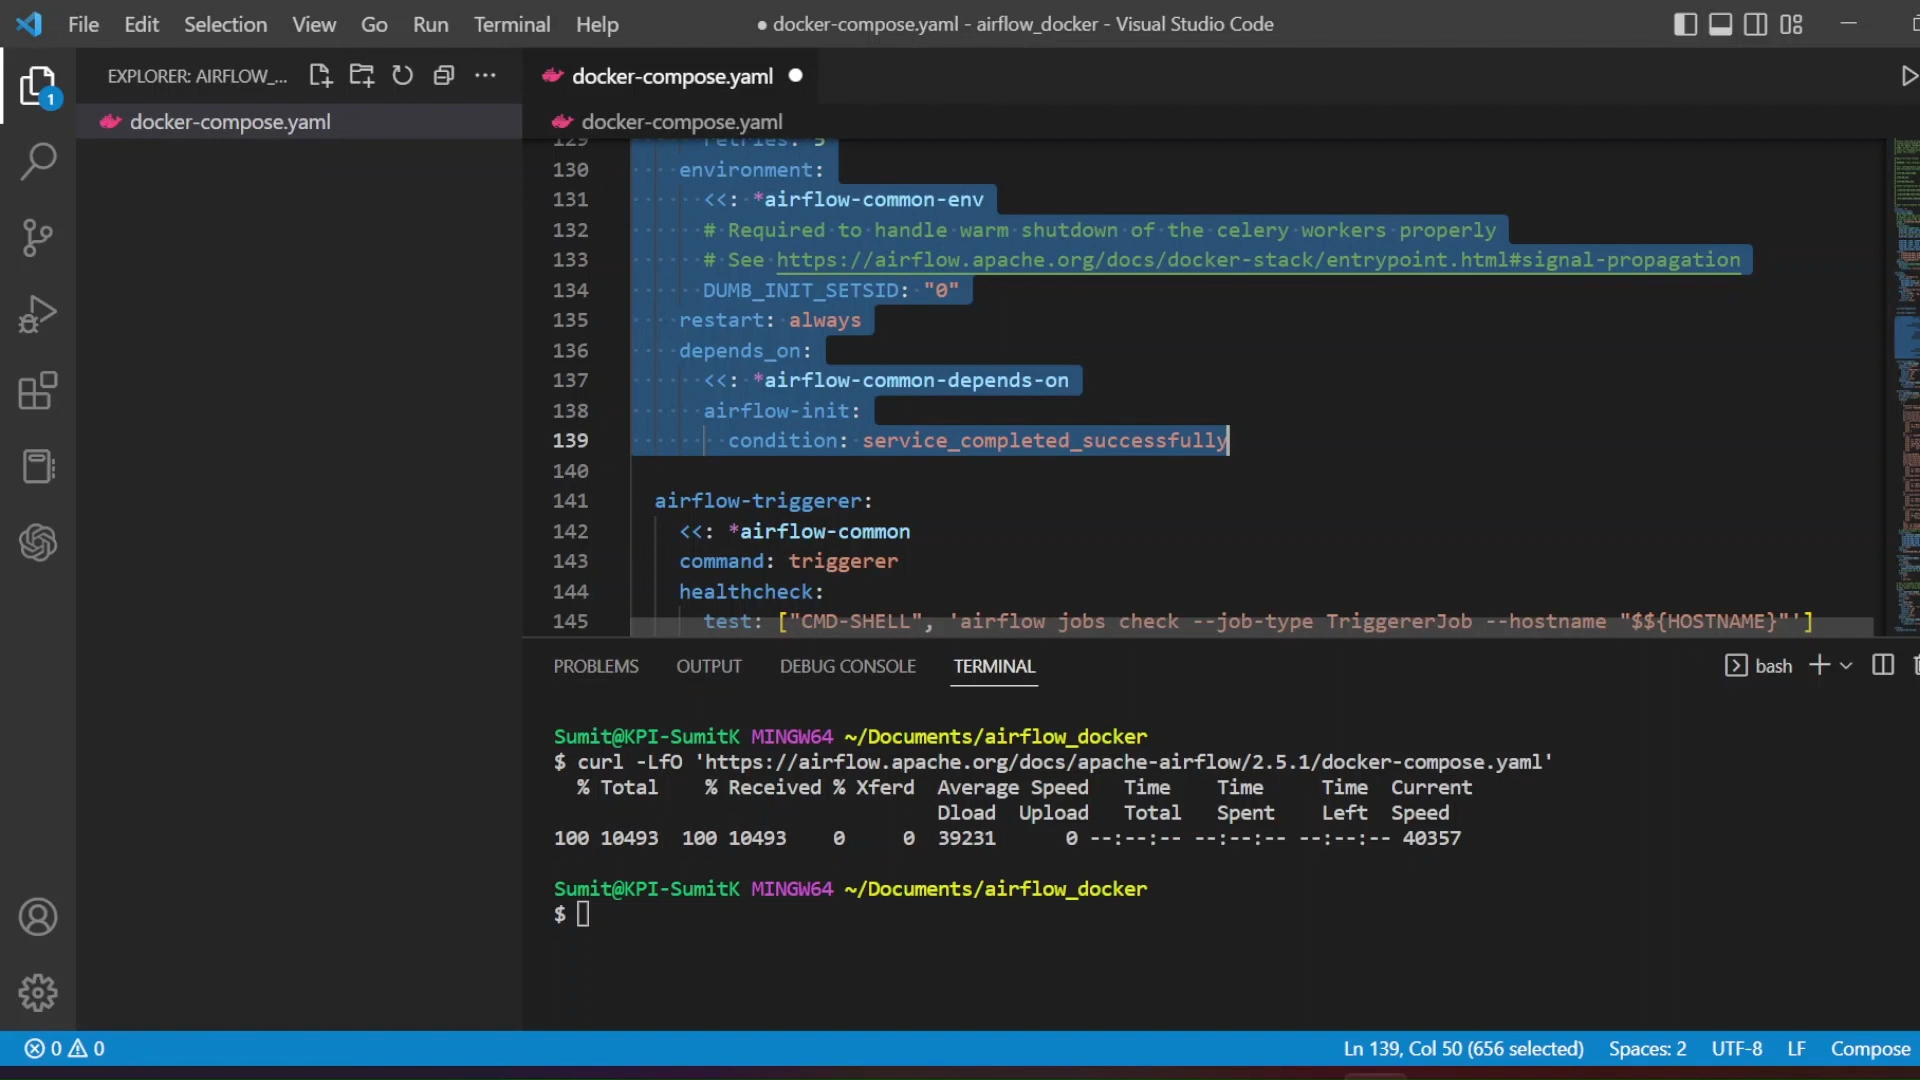 File Edit Selection View Go Run Terminal Help
● docker-compose.yaml - airflow_docker - Visual Studio Code
EXPLORER: AIRFLOW_...
docker-compose.yaml
1
docker-compose.yaml
docker-compose.yaml
129 retries: 5
130 environment:
131 <<: *airflow-common-env
132 # Required to handle warm shutdown of the celery workers properly
133 # See https://airflow.apache.org/docs/docker-stack/entrypoint.html#signal-propagation
134 DUMB_INIT_SETSID: "0"
135 restart: always
136 depends_on:
137 <<: *airflow-common-depends-on
138 airflow-init:
139 condition: service_completed_successfully
140
141 airflow-triggerer:
142 <<: *airflow-common
143 command: triggerer
144 healthcheck:
145 test: ["CMD-SHELL", 'airflow jobs check --job-type TriggererJob --hostname "$${HOSTNAME}"']
PROBLEMS OUTPUT DEBUG CONSOLE TERMINAL
bash
Sumit@KPI-SumitK MINGW64 ~/Documents/airflow_docker
$ curl -LfO 'https://airflow.apache.org/docs/apache-airflow/2.5.1/docker-compose.yaml'
% Total % Received % Xferd Average Speed Time Time Time Current
Dload Upload Total Spent Left Speed
100 10493 100 10493 0 0 39231 0 --:--:-- --:--:-- --:--:-- 40357
Sumit@KPI-SumitK MINGW64 ~/Documents/airflow_docker
$
0 0
Ln 139, Col 50 (656 selected) Spaces: 2 UTF-8 LF Compose